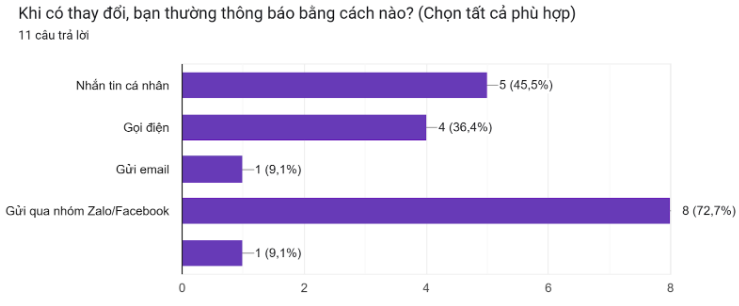 Khi có thay đổi, bạn thường thông báo bằng cách nào? (Chọn tất cả phù hợp)
11 câu trả lời
Nhắn tin cá nhân 5 (45,5%)
Gọi điện 4 (36,4%)
Gửi email 1 (9,1%)
Gửi qua nhóm Zalo/Facebook 8 (72,7%)
1 (9,1%)
0 2 4 6 8